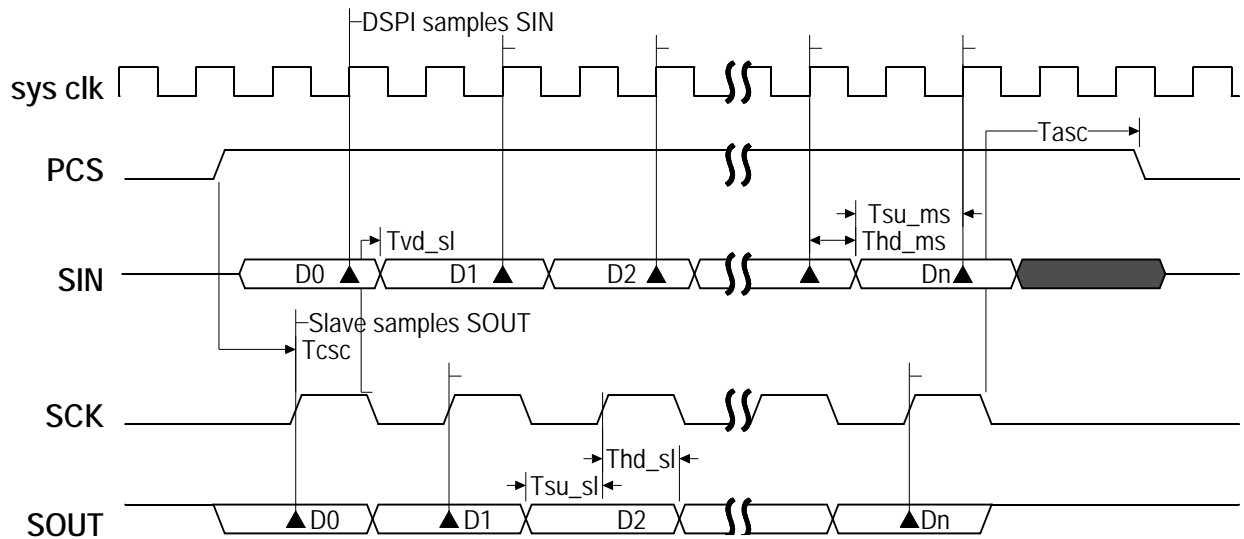 DSPI samples SIN
sys clk
Tasc
PCS
Tsu_ms
Tvd_sl
Thd_ms
SIN D0 D1 D2 Dn
Slave samples SOUT
Tcsc
SCK
Thd_sl
Tsu_sl
SOUT D0 D1 D2 Dn